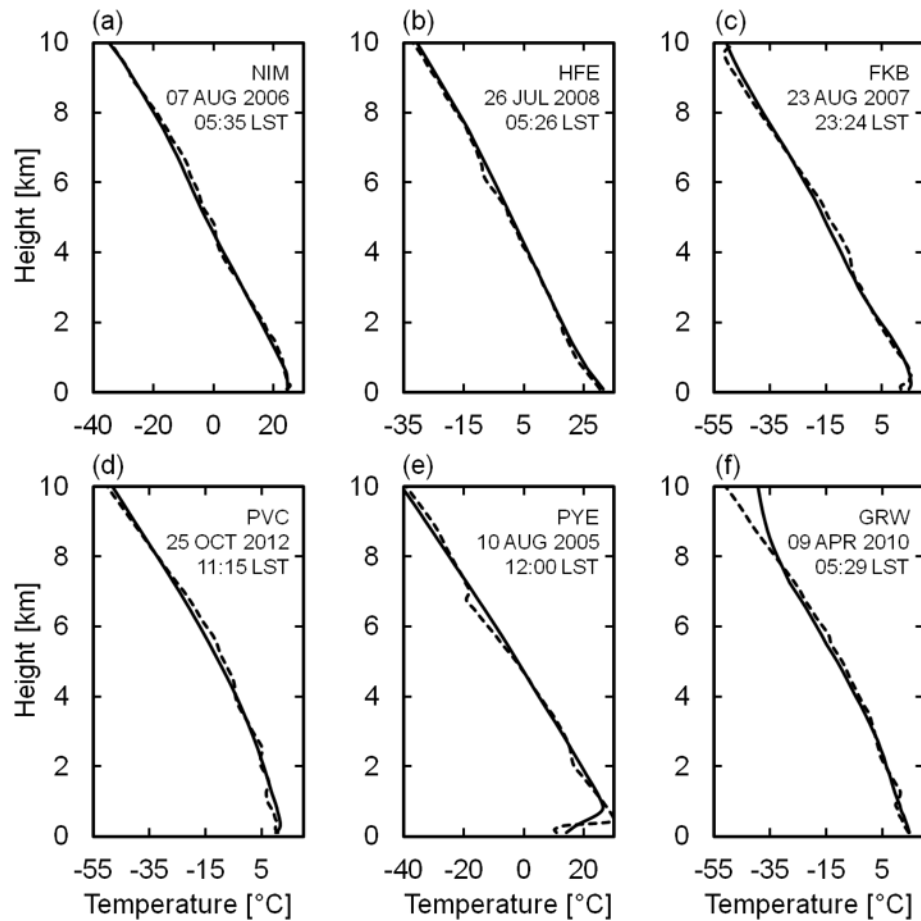 (a)
(b)
(c)
10
8
6
4
2
0
Height [km]
NIM
07 AUG 2006
05:35 LST
-40
-20
0
20
10
8
6
4
2
0
HFE
26 JUL 2008
05:26 LST
-35
-15
5
25
10
8
6
4
2
0
FKB
23 AUG 2007
23:24 LST
-55
-35
-15
5
(d)
(e)
(f)
10
8
6
4
2
0
Height [km]
PVC
25 OCT 2012
11:15 LST
-55
-35
-15
5
Temperature [°C]
10
8
6
4
2
0
PYE
10 AUG 2005
12:00 LST
-40
-20
0
20
Temperature [°C]
10
8
6
4
2
0
GRW
09 APR 2010
05:29 LST
-55
-35
-15
5
Temperature [°C]